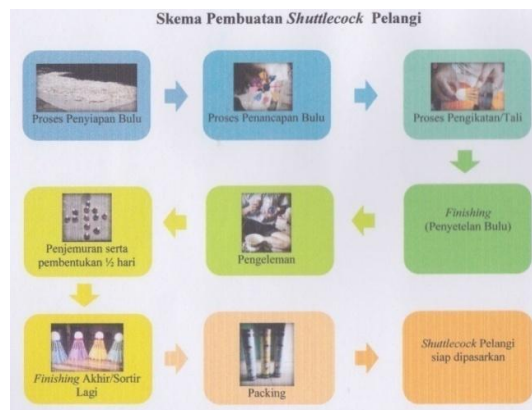 Skema Pembuatan Shuttlecock Pelangi
Proses Penyiapan Bulu
Proses Penancapan Bulu
Proses Pengikatan/Tali
Finishing
(Penyetelan Bulu)
Pengeleman
Penjemuran serta
pembentukan ½ hari
Finishing Akhir/Sortir
Lagi
Packing
Shuttlecock Pelangi
siap dipasarkan